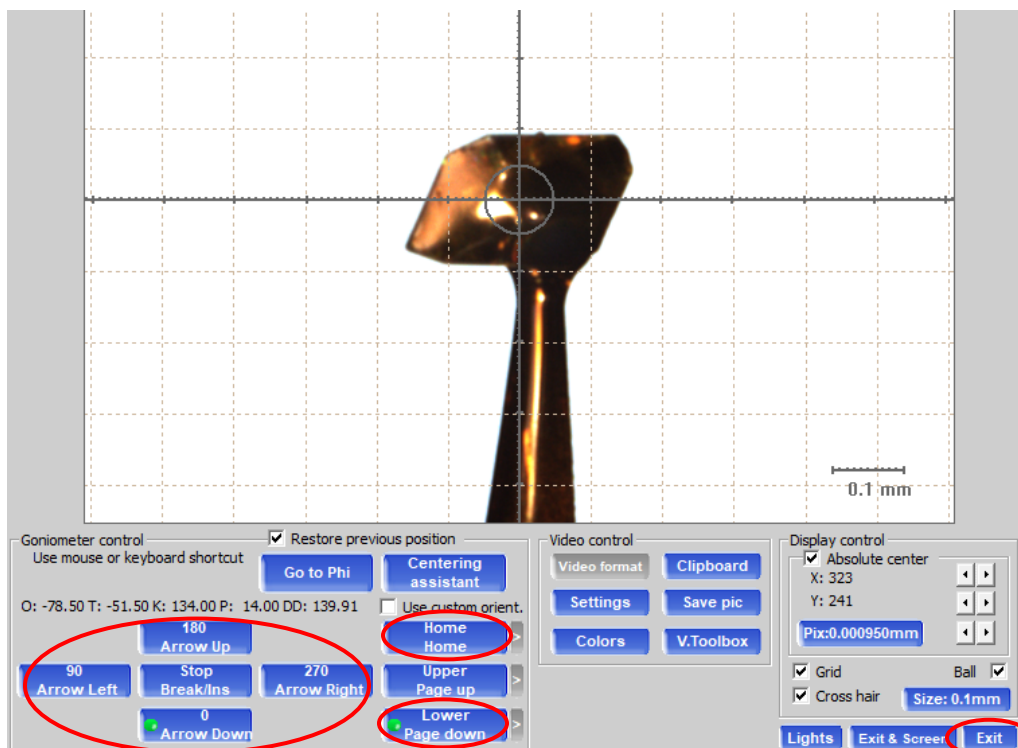 0.1 mm
Goniometer control
Restore previous position
Use mouse or keyboard shortcut
Go to Phi
Centering
assistant
O: -78.50 T: -51.50 K: 134.00 P: 14.00 DD: 139.91
Use custom orient.
180
Arrow Up
Home
Home
>
90
Arrow Left
Stop
Break/Ins
270
Arrow Right
Upper
Page up
>
0
Arrow Down
Lower
Page down
>
Video control
Video format
Clipboard
Settings
Save pic
Colors
V.Toolbox
Display control
Absolute center
X: 323
Y: 241
Pix:0.000950mm
Grid
Ball
Cross hair
Size: 0.1mm
Lights
Exit & Screen
Exit